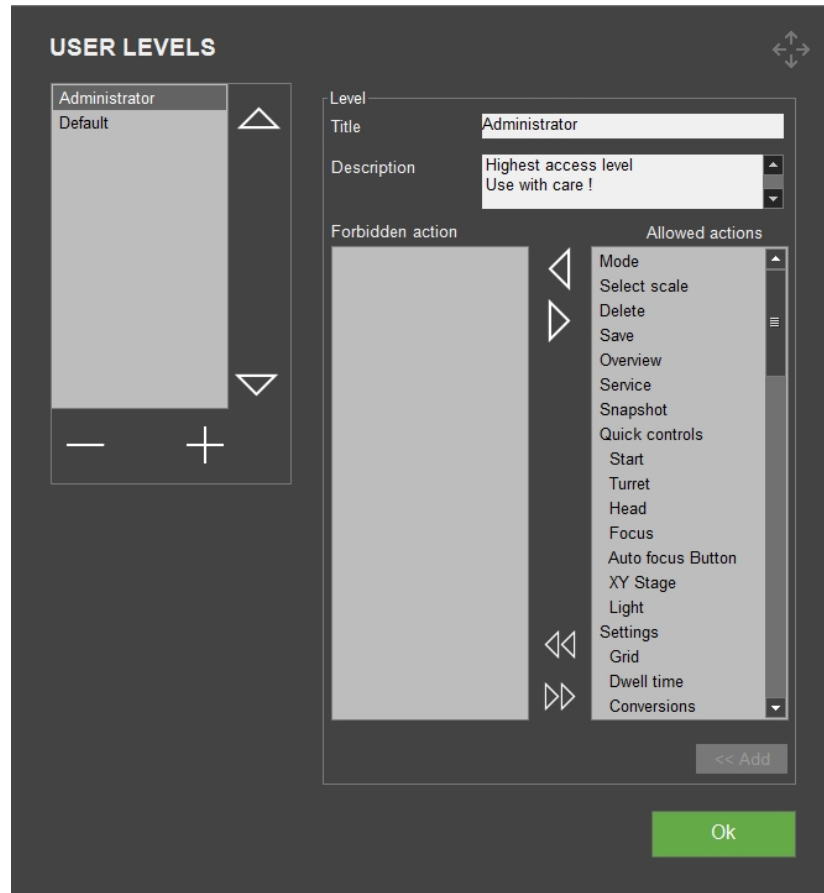 USER LEVELS
Administrator
Default
Level
Title
Administrator
Description
Highest access level
Use with care !
Forbidden action
Allowed actions
Mode
Select scale
Delete
Save
Overview
Service
Snapshot
Quick controls
Start
Turret
Head
Focus
Auto focus Button
XY Stage
Light
Settings
Grid
Dwell time
Conversions
<< Add
Ok